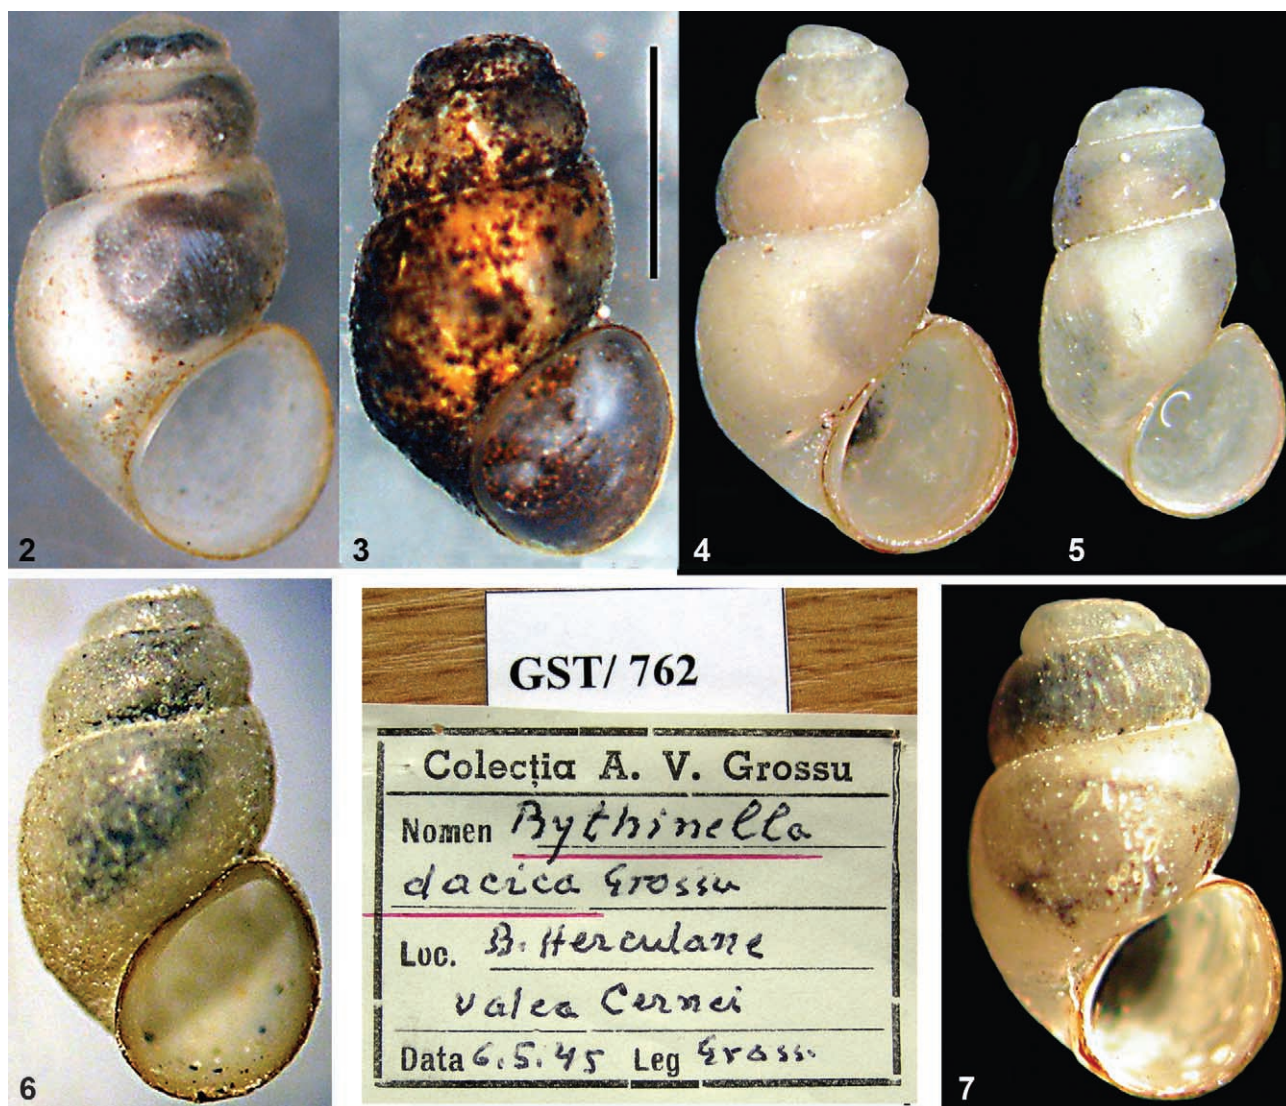 2
3
4
5
GST/ 762
Colecția A. V. Grossu
Nomen Bythinella
dacica Grossu
Loc. B. Herculane
valea Cernei
Data 6.5.45 Leg Grossu
6
7